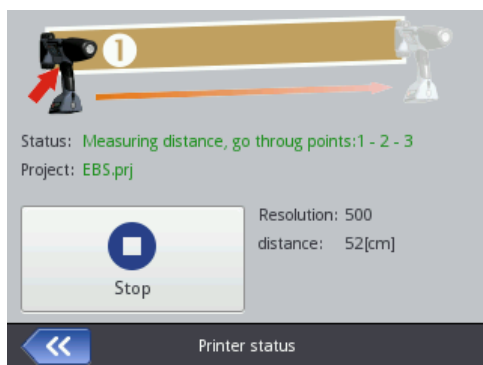 1
Status: Measuring distance, go throug points:1 - 2 - 3
Project: EBS.prj
Resolution: 500
distance: 52[cm]
Stop
Printer status